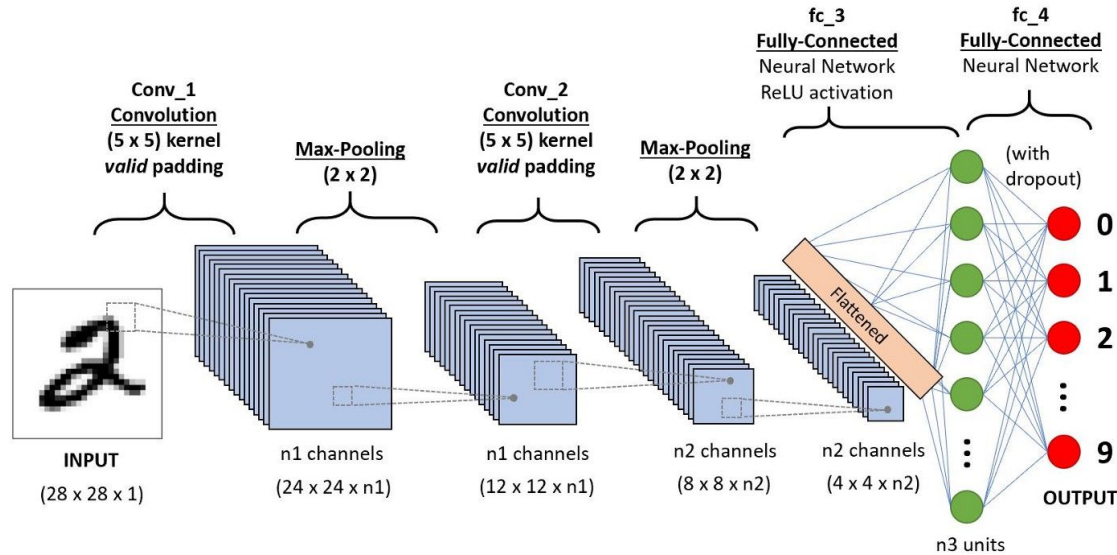 fc_3
Fully-Connected
Neural Network
ReLU activation
fc_4
Fully-Connected
Neural Network
Conv_1
Convolution
(5 x 5) kernel
valid padding
Max-Pooling
(2 x 2)
Conv_2
Convolution
(5 x 5) kernel
valid padding
Max-Pooling
(2 x 2)
(with
dropout)
Flattened
0
1
2
9
INPUT
(28 x 28 x 1)
n1 channels
(24 x 24 x n1)
n1 channels
(12 x 12 x n1)
n2 channels
(8 x 8 x n2)
n2 channels
(4 x 4 x n2)
OUTPUT
n3 units
2